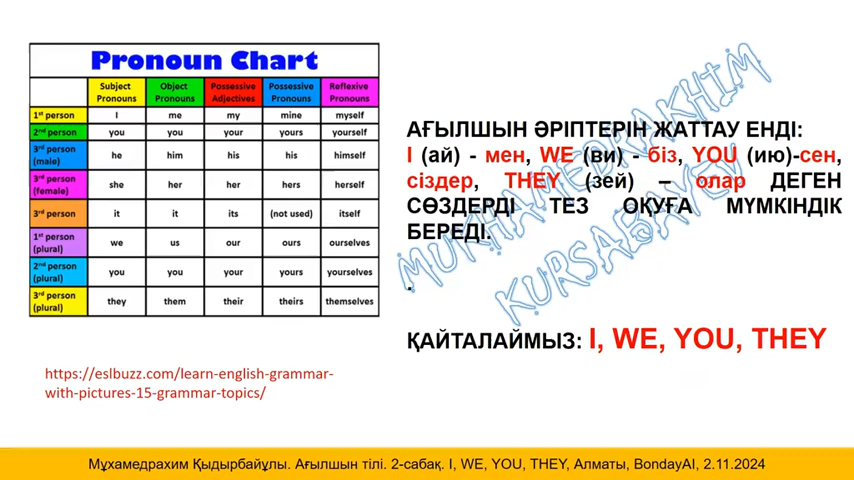 Pronoun Chart
Subject Pronouns Object Pronouns Possessive Adjectives Possessive Pronouns Reflexive Pronouns
1st person I me my mine myself
2nd person you you your yours yourself
3rd person (male) he him his his himself
3rd person (female) she her her hers herself
3rd person it it its (not used) itself
1st person (plural) we us our ours ourselves
2nd person (plural) you you your yours yourselves
3rd person (plural) they them their theirs themselves
https://eslbuzz.com/learn-english-grammar-
with-pictures-15-grammar-topics/
АҒЫЛШЫН ӘРІПТЕРІН ЖАТТАУ ЕНДІ:
I (ай) - мен, WE (ви) - біз, YOU (ию)-сен,
сіздер, THEY (зей) – олар ДЕГЕН
СӨЗДЕРДІ ТЕЗ ОҚУҒА МҮМКІНДІК
БЕРЕДІ.
.
ҚАЙТАЛАЙМЫЗ: I, WE, YOU, THEY
MUKHAMEDRAKHIM
KURSABAYEV
Мұхамедрахим Қыдырбайұлы. Ағылшын тілі. 2-сабақ. I, WE, YOU, THEY, Алматы, BondayAI, 2.11.2024